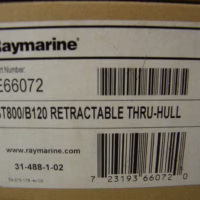 Raymarine®
Part Number:
E66072
ST800/B120 RETRACTABLE THRU-HULL
www.raymarine.com
31-488-1-02
7 23193 66072 0